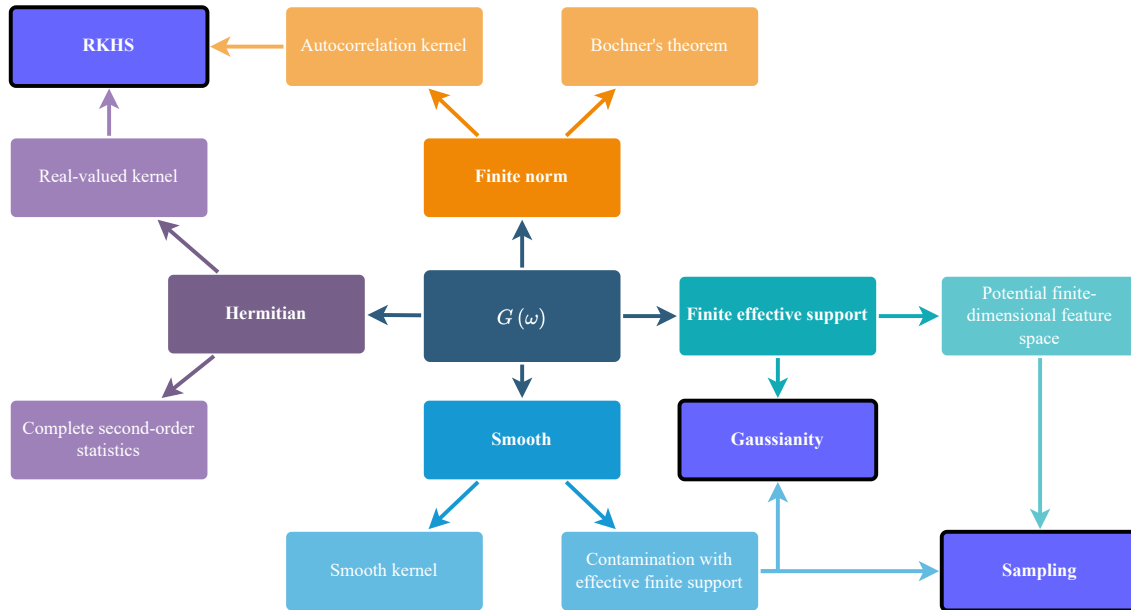 RKHS
Autocorrelation kernel
Bochner's theorem
Real-valued kernel
Finite norm
Hermitian
G (ω)
Finite effective support
Potential finite-
dimensional feature
space
Complete second-order
statistics
Smooth
Gaussianity
Smooth kernel
Contamination with
effective finite support
Sampling